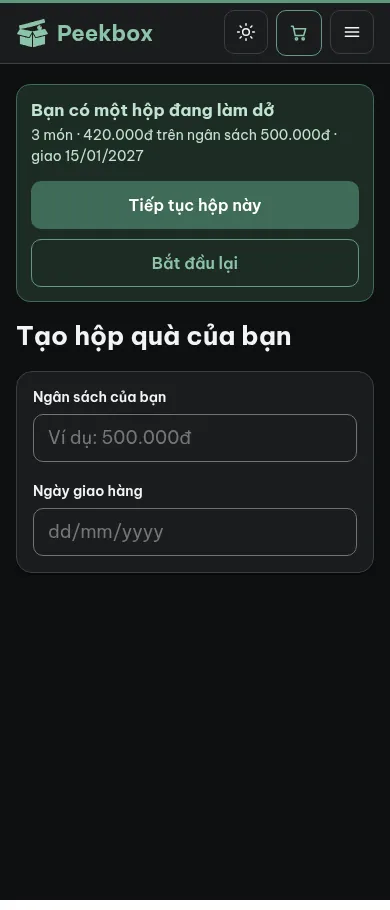 Peekbox
Bạn có một hộp đang làm dở
3 món · 420.000đ trên ngân sách 500.000đ ·
giao 15/01/2027
Tiếp tục hộp này
Bắt đầu lại
Tạo hộp quà của bạn
Ngân sách của bạn
Ví dụ: 500.000đ
Ngày giao hàng
dd/mm/yyyy